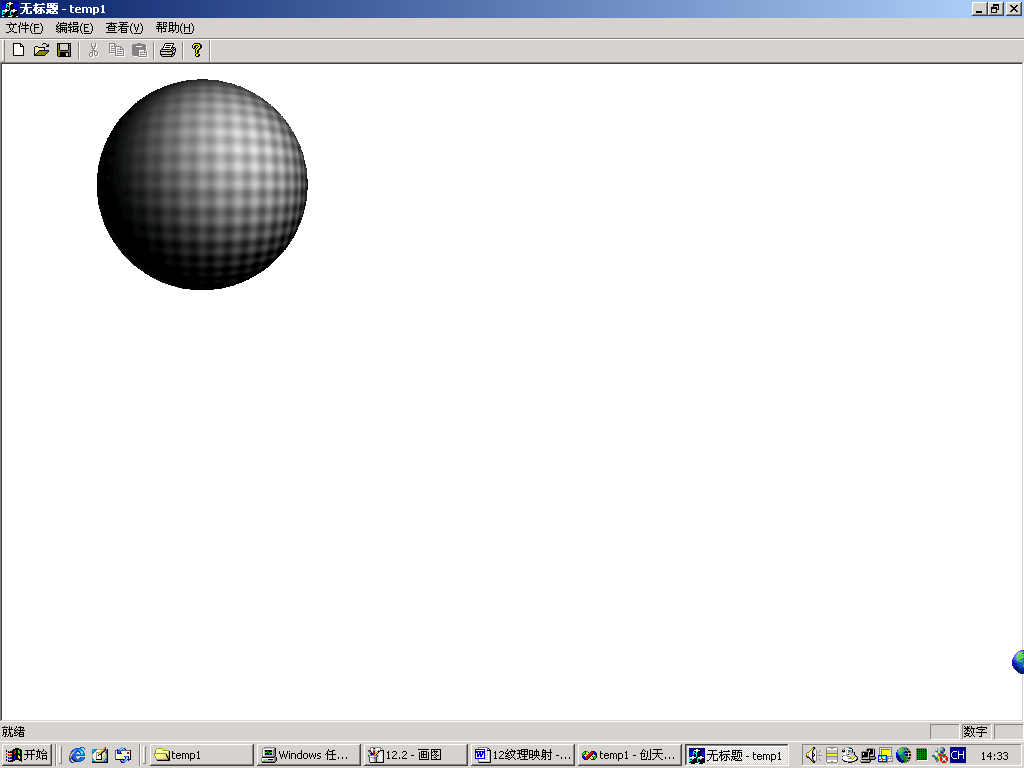 无标题 - temp1
文件(F) 编辑(E) 查看(V) 帮助(H)
就绪 数字
开始 temp1 Windows 任... 12.2 - 画图 12纹理映射 -... temp1 - 创天... 无标题 - temp1 CH 14:33